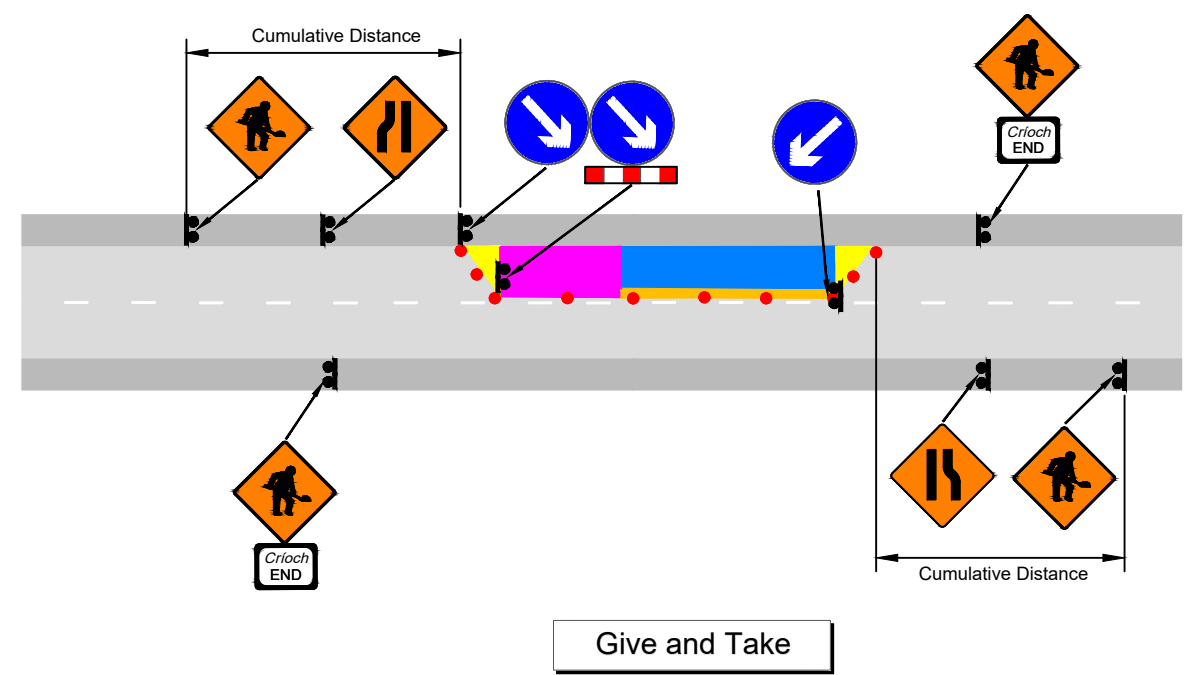 Cumulative Distance
Críoch
END
Críoch
END
Cumulative Distance
Give and Take